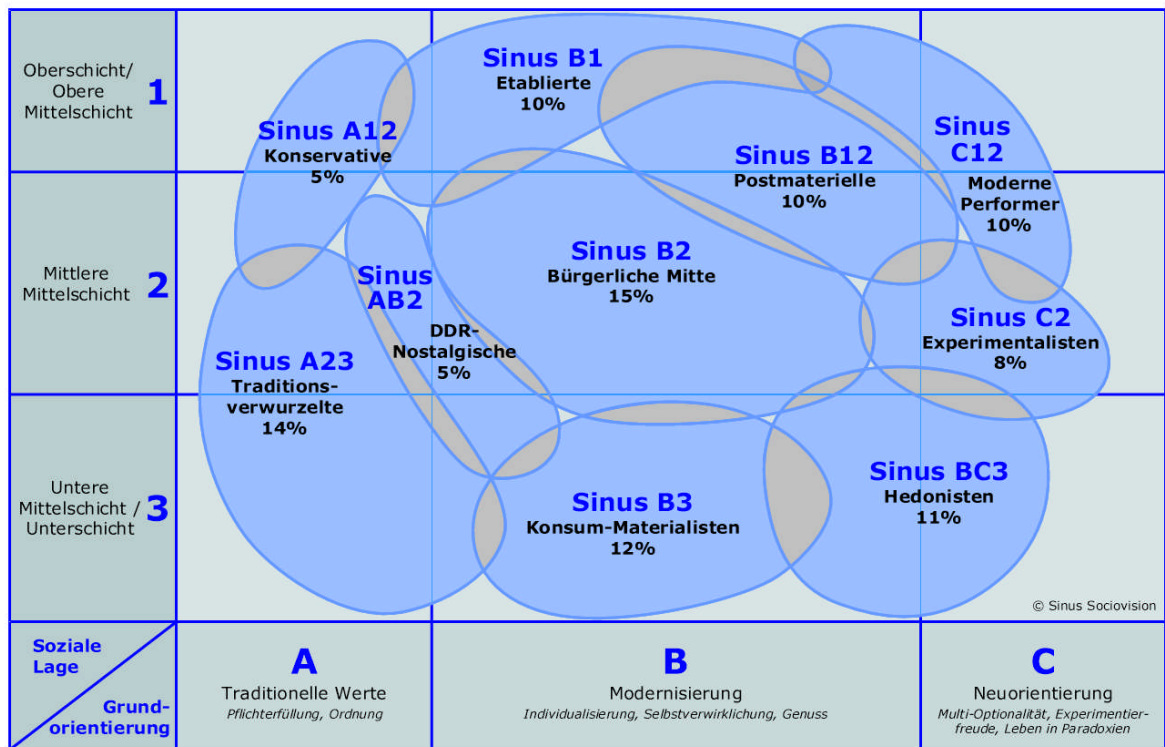 Oberschicht/
Obere
Mittelschicht
1
Sinus B1
Etablierte
10%
Sinus A12
Konservative
5%
Sinus B12
Postmaterielle
10%
Sinus
C12
Moderne
Performer
10%
Mittlere
Mittelschicht
2
Sinus
AB2
DDR-
Nostalgische
5%
Sinus B2
Bürgerliche Mitte
15%
Sinus C2
Experimentalisten
8%
Sinus A23
Traditions-
verwurzelte
14%
Untere
Mittelschicht /
Unterschicht
3
Sinus B3
Konsum-Materialisten
12%
Sinus BC3
Hedonisten
11%
© Sinus Sociovision
Soziale
Lage
Grund-
orientierung
A
Traditionelle Werte
Pflichterfüllung, Ordnung
B
Modernisierung
Individualisierung, Selbstverwirklichung, Genuss
C
Neuorientierung
Multi-Optionalität, Experimentier-
freude, Leben in Paradoxien